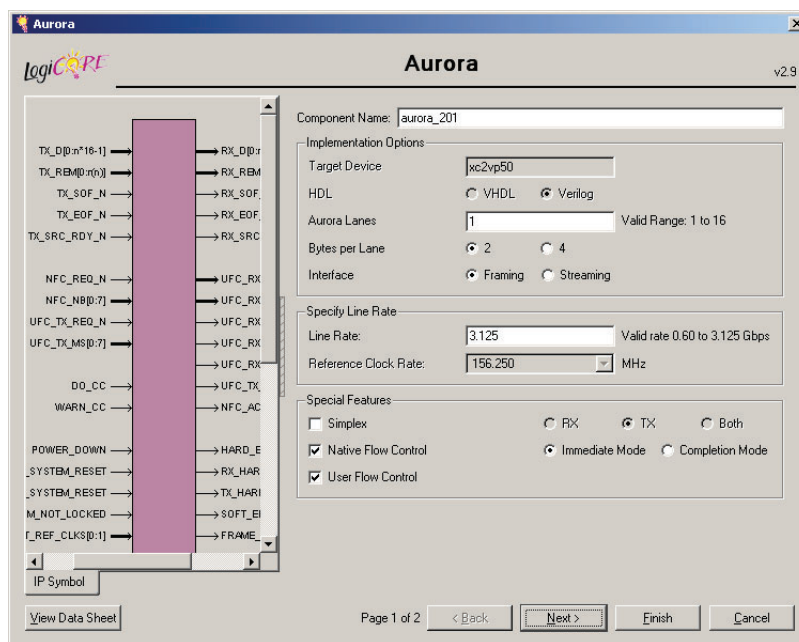 Aurora
LogiCORE
Aurora
v2.9
TX_D[0:n*16-1]
RX_D[0:r
TX_REM[0:r(n)]
RX_REM
TX_SOF_N
RX_SOF_
TX_EOF_N
RX_EOF_
TX_SRC_RDY_N
RX_SRC
NFC_REQ_N
UFC_RX
NFC_NB[0:7]
UFC_RX
UFC_TX_REQ_N
UFC_RX
UFC_TX_MS[0:7]
UFC_RX
UFC_RX
DO_CC
UFC_TX_
WARN_CC
NFC_AC
POWER_DOWN
HARD_E
_SYSTEM_RESET
RX_HAR
_SYSTEM_RESET
TX_HARI
M_NOT_LOCKED
SOFT_EI
T_REF_CLKS[0:1]
FRAME_
IP Symbol
Component Name: aurora_201
Implementation Options
Target Device xc2vp50
HDL VHDL Verilog
Aurora Lanes 1 Valid Range: 1 to 16
Bytes per Lane 2 4
Interface Framing Streaming
Specify Line Rate
Line Rate: 3.125 Valid rate 0.60 to 3.125 Gbps
Reference Clock Rate: 156.250 MHz
Special Features
Simplex RX TX Both
Native Flow Control Immediate Mode Completion Mode
User Flow Control
View Data Sheet Page 1 of 2 < Back Next > Finish Cancel